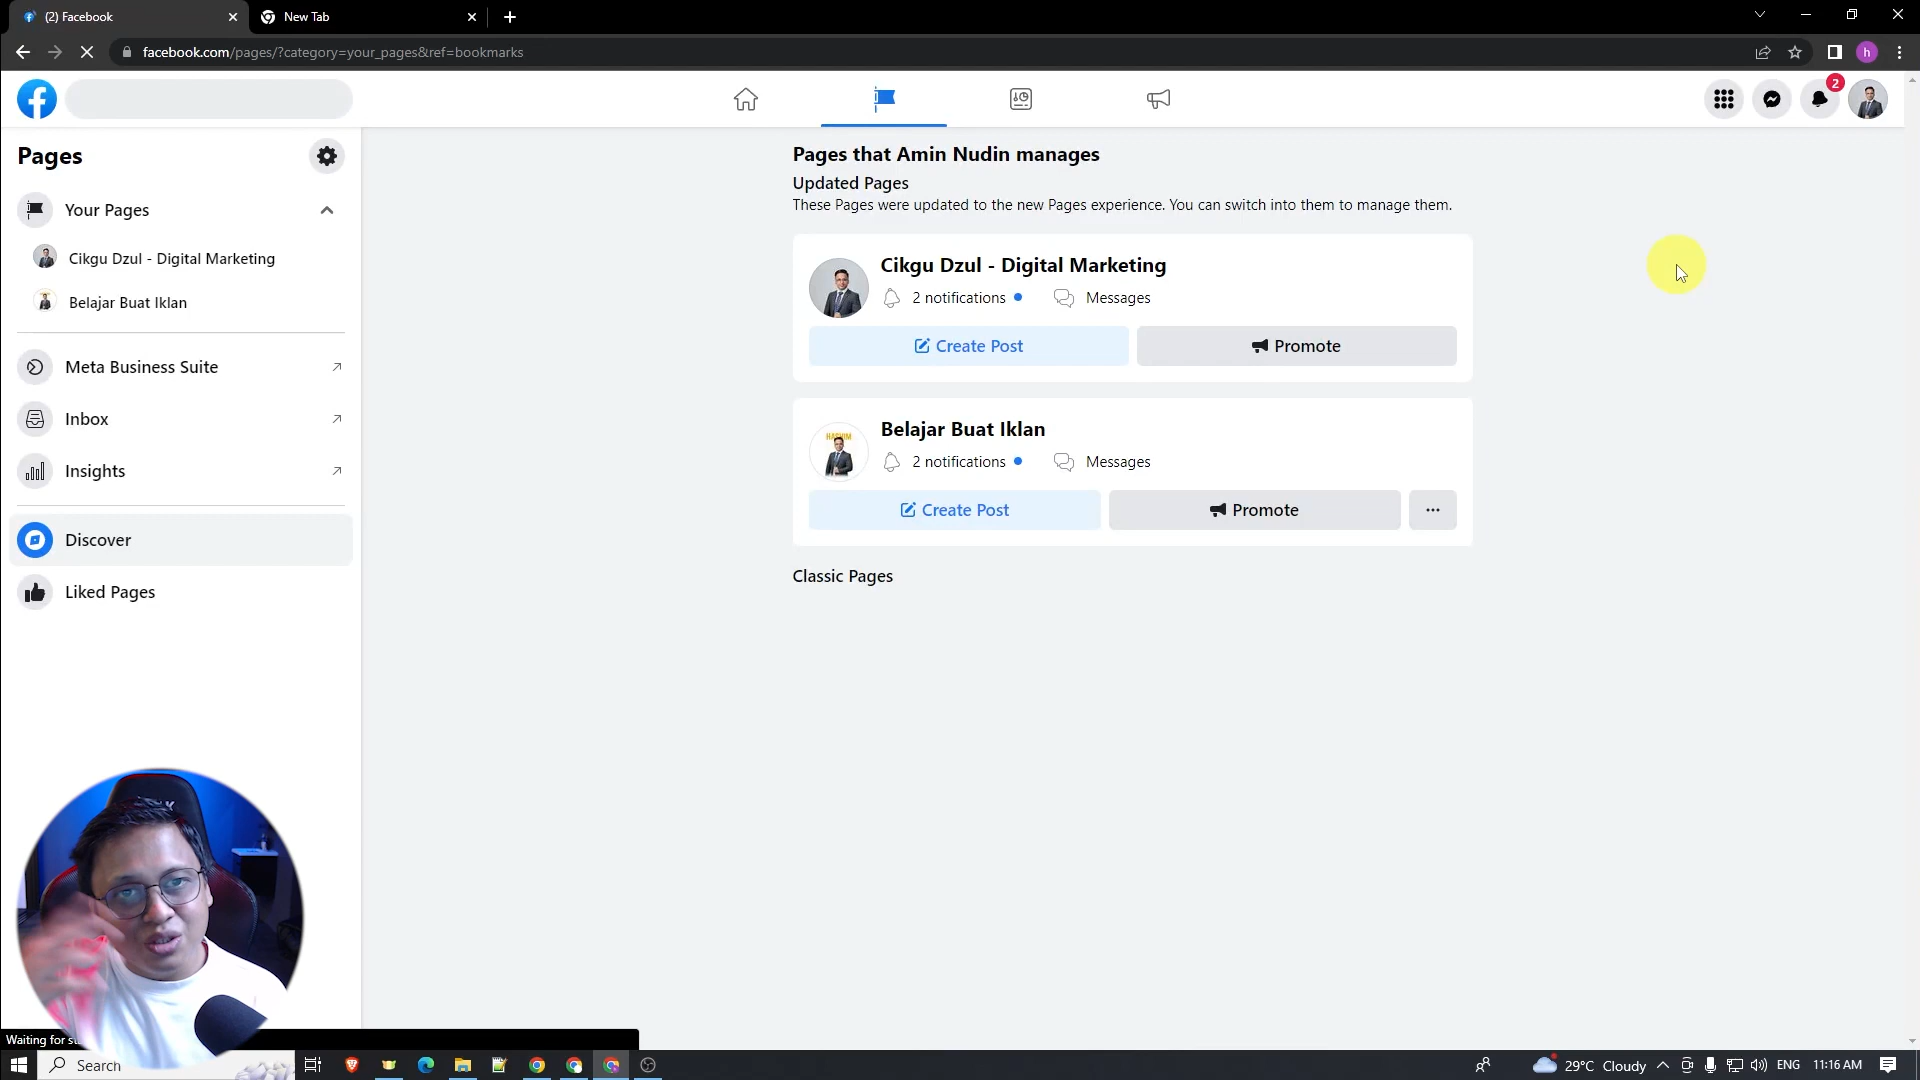 (2) Facebook
New Tab
facebook.com/pages/?category=your_pages&ref=bookmarks
h
2
Pages
Your Pages
Cikgu Dzul - Digital Marketing
Belajar Buat Iklan
Meta Business Suite
Inbox
Insights
Discover
Liked Pages
Pages that Amin Nudin manages
Updated Pages
These Pages were updated to the new Pages experience. You can switch into them to manage them.
Cikgu Dzul - Digital Marketing
2 notifications
Messages
Create Post
Promote
HASHIM
Belajar Buat Iklan
2 notifications
Messages
Create Post
Promote
Classic Pages
Waiting for
Search
29°C Cloudy
ENG
11:16 AM